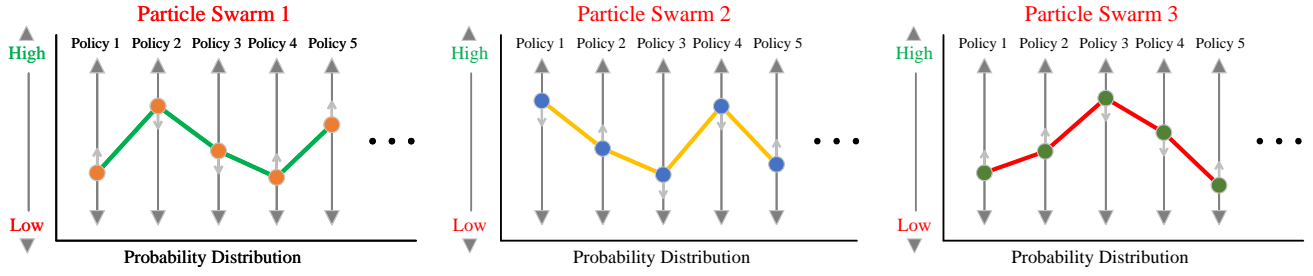 Particle Swarm 1
High
Policy 1 Policy 2 Policy 3 Policy 4 Policy 5
Low
Probability Distribution
Particle Swarm 2
High
Policy 1 Policy 2 Policy 3 Policy 4 Policy 5
Low
Probability Distribution
Particle Swarm 3
High
Policy 1 Policy 2 Policy 3 Policy 4 Policy 5
Low
Probability Distribution